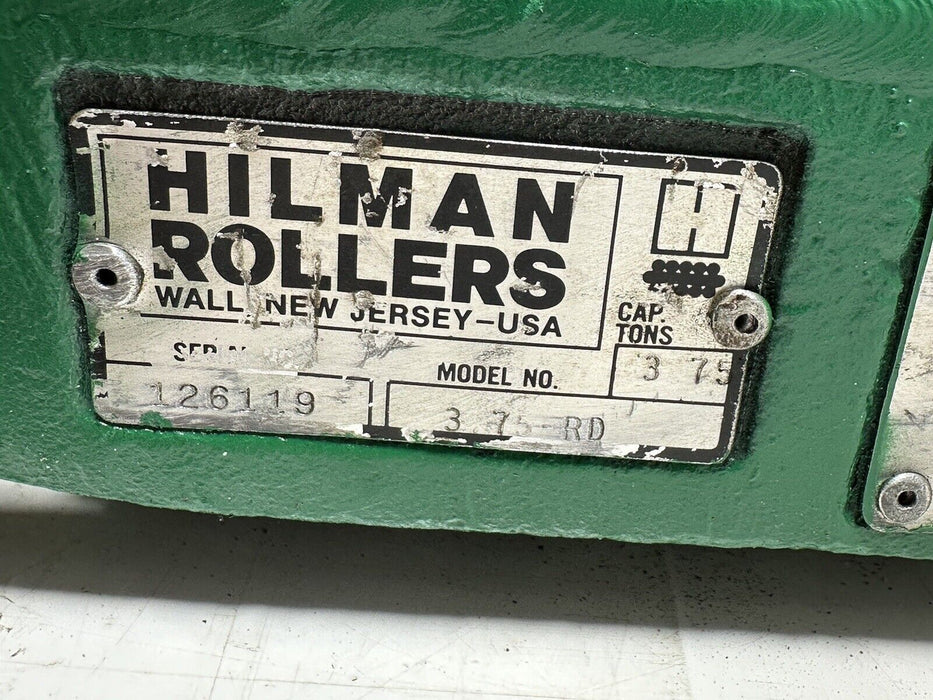 HILMAN
ROLLERS
WALL, NEW JERSEY-USA
H
CAP.
TONS
3 75
MODEL NO.
126119
3 75-RD